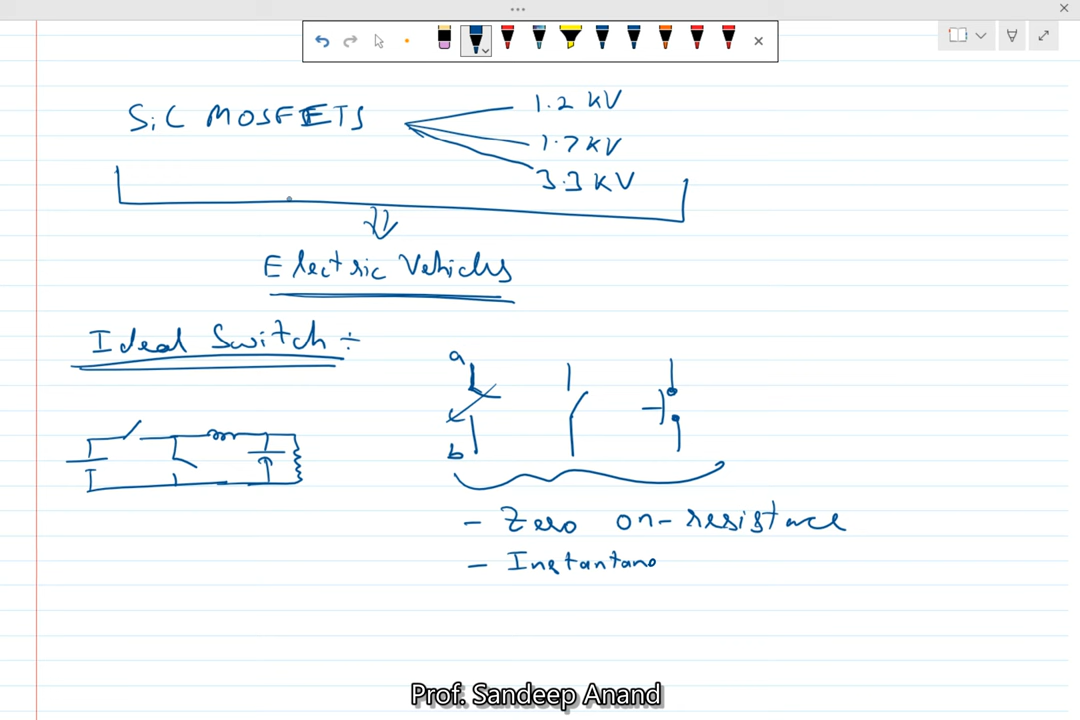 SiC MOSFETS
1.2 KV
1.7 KV
3.3 KV
Electric Vehicles
Ideal Switch ÷
a
b
- Zero on-resistance
- Instantano
Prof. Sandeep Anand